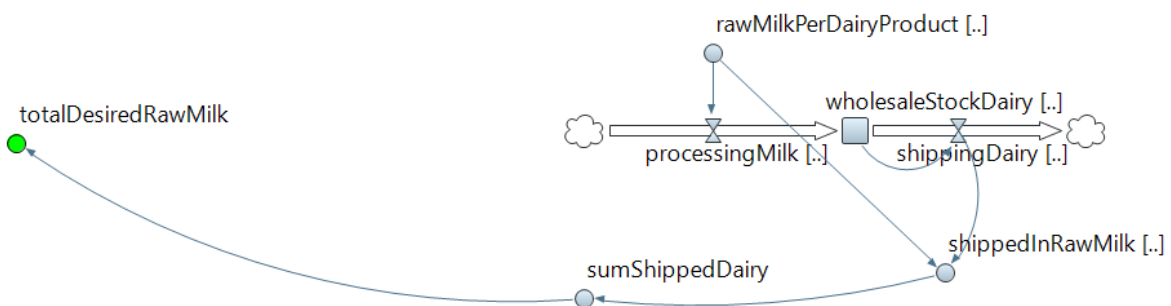 rawMilkPerDairyProduct [..]
totalDesiredRawMilk
wholesaleStockDairy [..]
processingMilk [..]
shippingDairy [..]
shippedInRawMilk [..]
sumShippedDairy